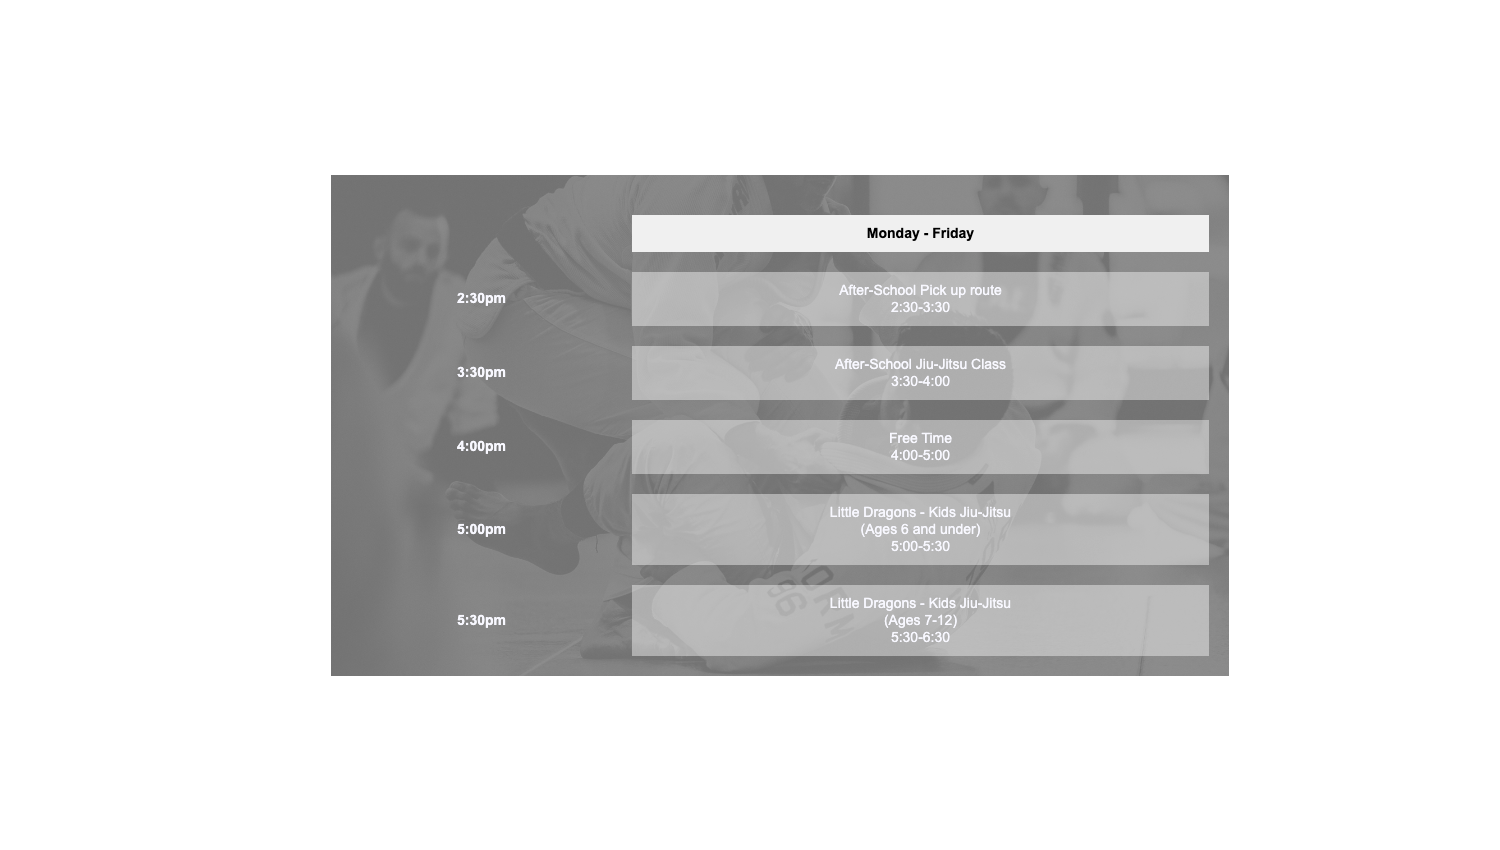 Monday - Friday
2:30pm
After-School Pick up route
2:30-3:30
3:30pm
After-School Jiu-Jitsu Class
3:30-4:00
4:00pm
Free Time
4:00-5:00
5:00pm
Little Dragons - Kids Jiu-Jitsu
(Ages 6 and under)
5:00-5:30
5:30pm
Little Dragons - Kids Jiu-Jitsu
(Ages 7-12)
5:30-6:30